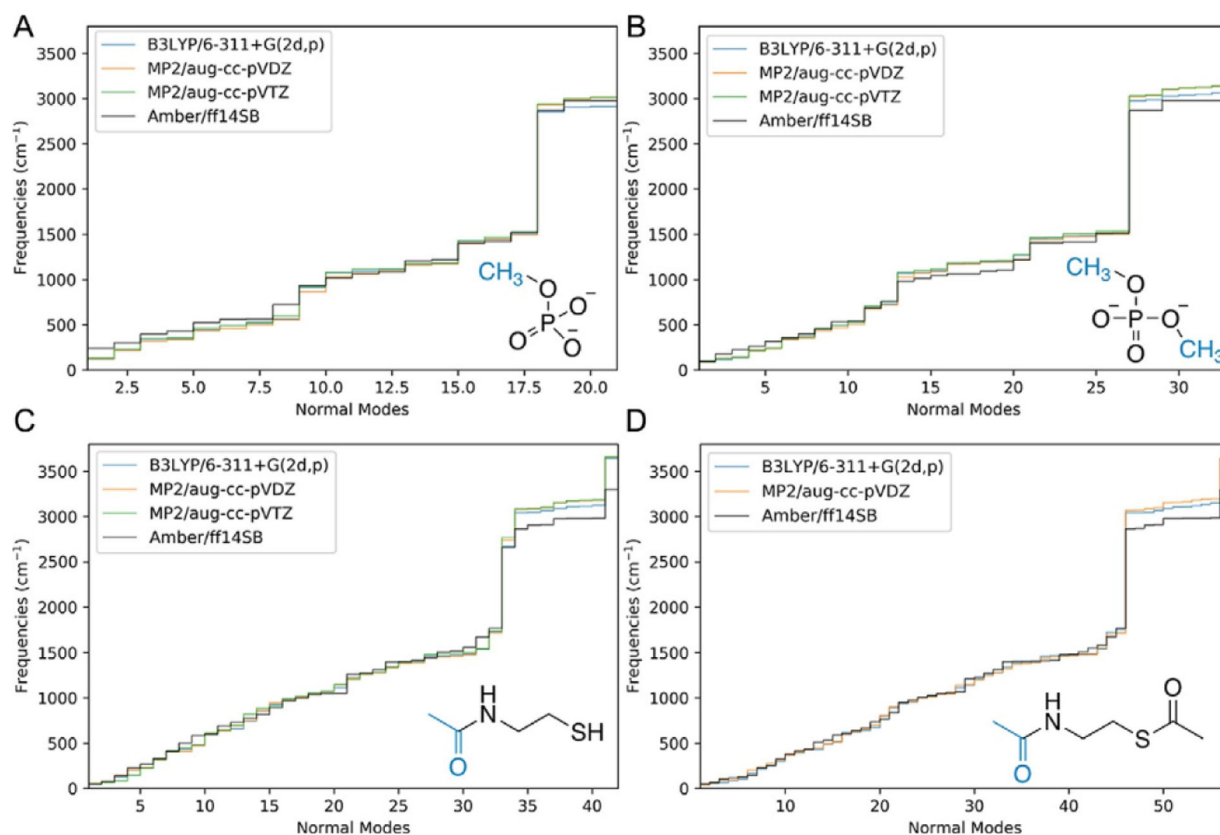 A
B3LYP/6-311+G(2d,p)
MP2/aug-cc-pVDZ
MP2/aug-cc-pVTZ
Amber/ff14SB
Frequencies (cm⁻¹)
3500
3000
2500
2000
1500
1000
500
0
CH₃
O
O⁻
P
O
O⁻
2.5 5.0 7.5 10.0 12.5 15.0 17.5 20.0
Normal Modes
B
B3LYP/6-311+G(2d,p)
MP2/aug-cc-pVDZ
MP2/aug-cc-pVTZ
Amber/ff14SB
Frequencies (cm⁻¹)
3500
3000
2500
2000
1500
1000
500
0
CH₃
O
O⁻ P O
O
CH₃
5 10 15 20 25 30
Normal Modes
C
B3LYP/6-311+G(2d,p)
MP2/aug-cc-pVDZ
MP2/aug-cc-pVTZ
Amber/ff14SB
Frequencies (cm⁻¹)
3500
3000
2500
2000
1500
1000
500
0
H
N
SH
O
5 10 15 20 25 30 35 40
Normal Modes
D
B3LYP/6-311+G(2d,p)
MP2/aug-cc-pVDZ
Amber/ff14SB
Frequencies (cm⁻¹)
3500
3000
2500
2000
1500
1000
500
0
H
N
O
S
O
10 20 30 40 50
Normal Modes